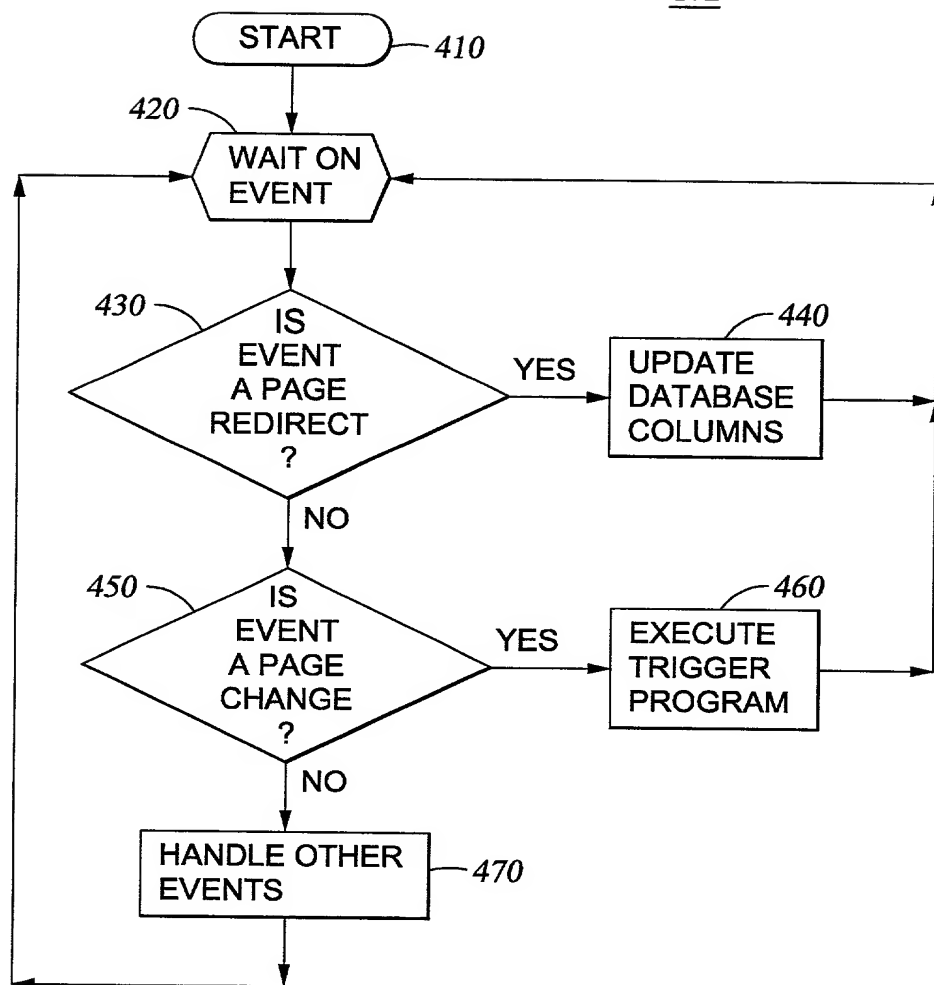 START
410
420
WAIT ON
EVENT
430
IS
EVENT
A PAGE
REDIRECT
?
YES
440
UPDATE
DATABASE
COLUMNS
NO
450
IS
EVENT
A PAGE
CHANGE
?
YES
460
EXECUTE
TRIGGER
PROGRAM
NO
HANDLE OTHER
EVENTS
470